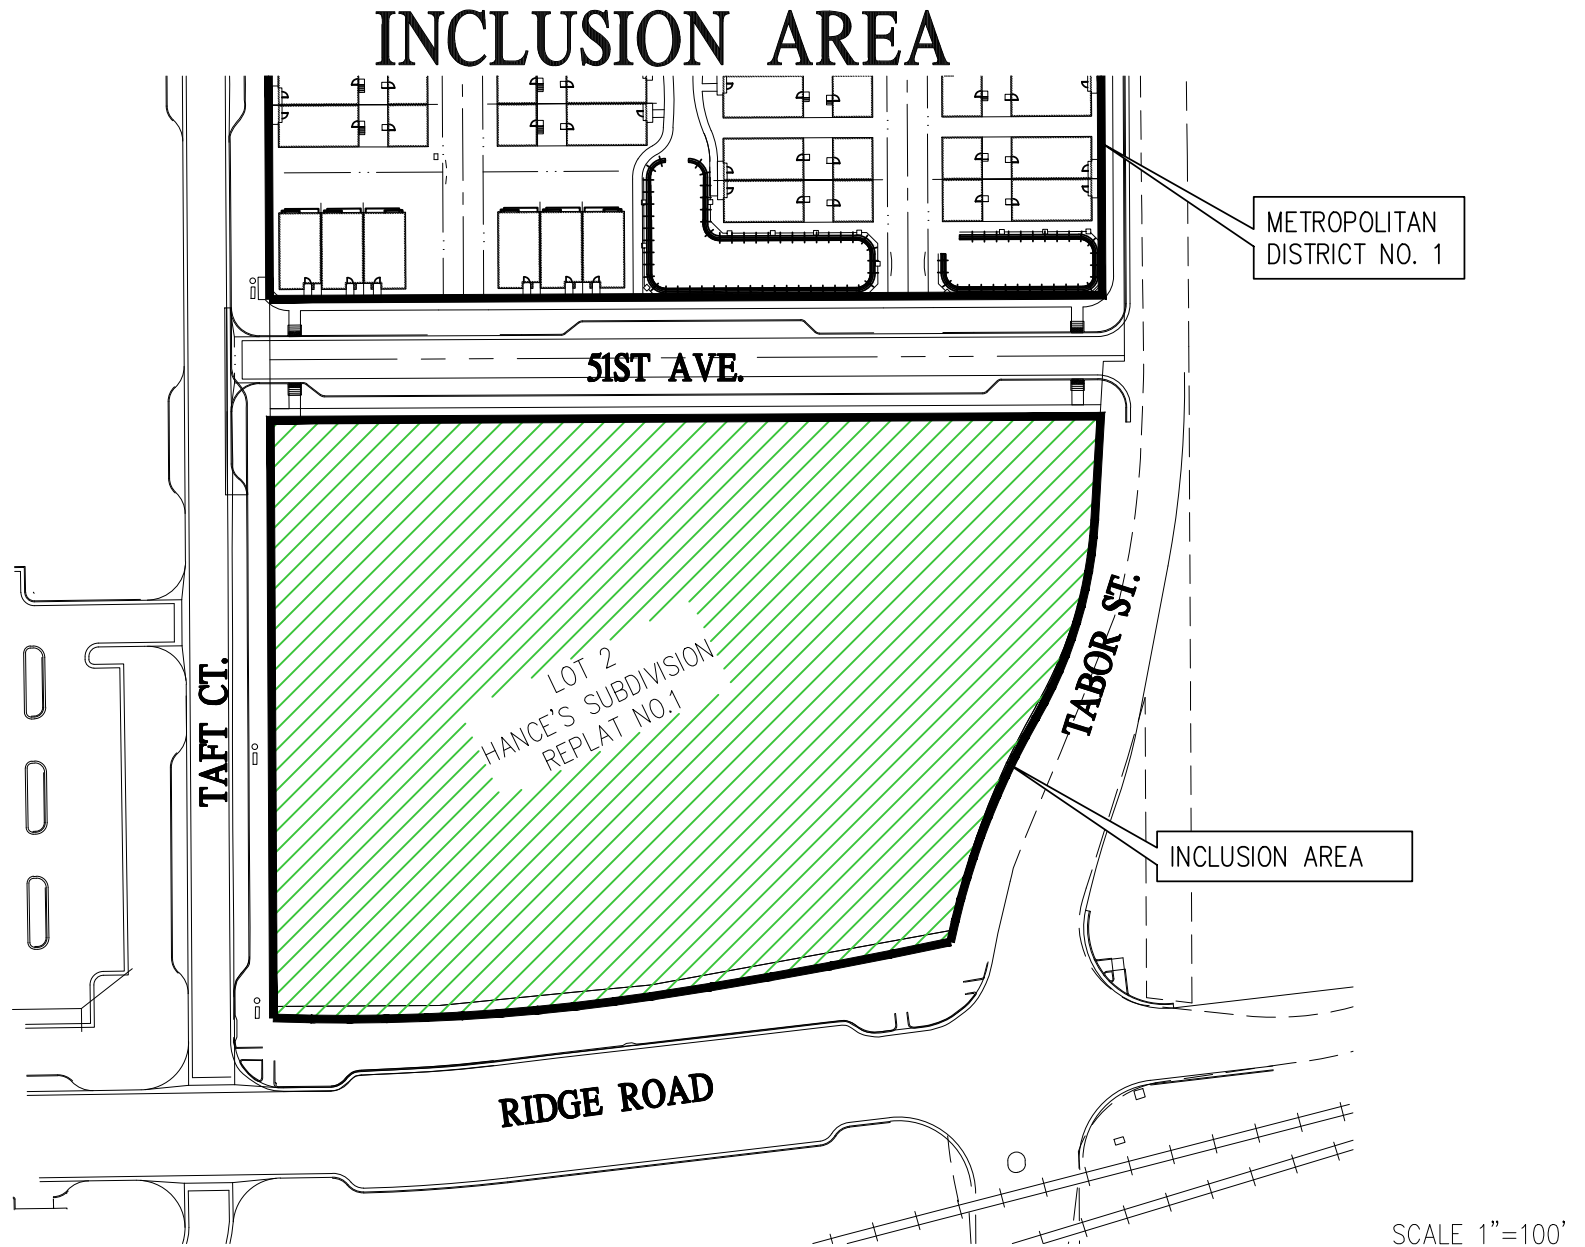 INCLUSION AREA
METROPOLITAN
DISTRICT NO. 1
51ST AVE.
TABOR ST.
LOT 2
HANCE'S SUBDIVISION
REPLAT NO.1
TAFT CT.
INCLUSION AREA
RIDGE ROAD
SCALE 1"=100'